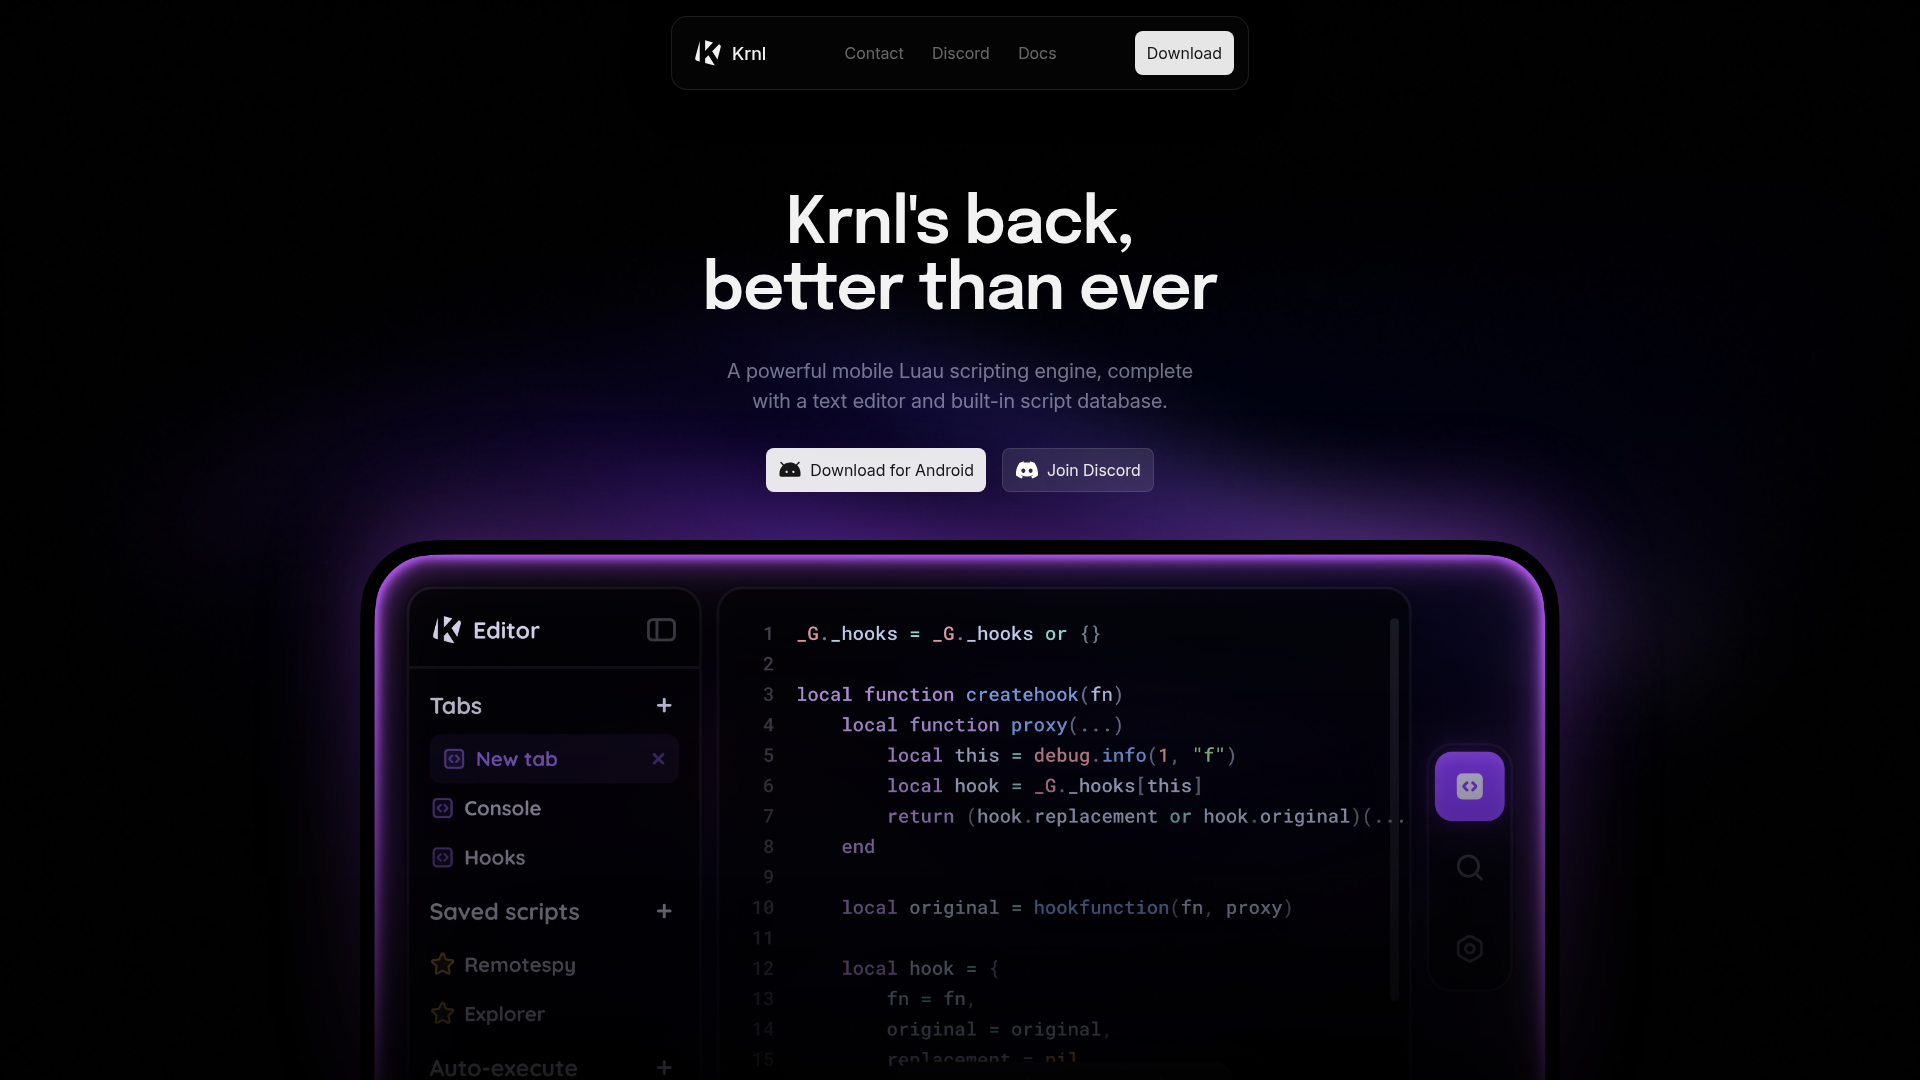 Krnl
Contact
Discord
Docs
Download
Krnl's back,
better than ever
A powerful mobile Luau scripting engine, complete
with a text editor and built-in script database.
Download for Android
Join Discord
Editor
Tabs
New tab
Console
Hooks
Saved scripts
Remotespy
Explorer
Auto-execute
1 _G._hooks = _G._hooks or {}
2
3 local function createhook(fn)
4 local function proxy(...)
5 local this = debug.info(1, "f")
6 local hook = _G._hooks[this]
7 return (hook.replacement or hook.original)(...
8 end
9
10 local original = hookfunction(fn, proxy)
11
12 local hook = {
13 fn = fn,
14 original = original,
15 replacement = nil